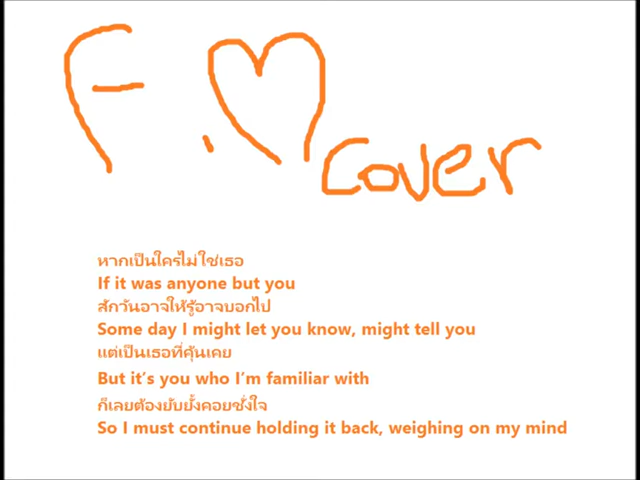 F.M
cover
หากเป็นใครไม่ใช่เธอ
If it was anyone but you
สักวันอาจให้รู้อาจบอกไป
Some day I might let you know, might tell you
แต่เป็นเธอที่คุ้นเคย
But it’s you who I’m familiar with
ก็เลยต้องยับยั้งคอยชั่งใจ
So I must continue holding it back, weighing on my mind